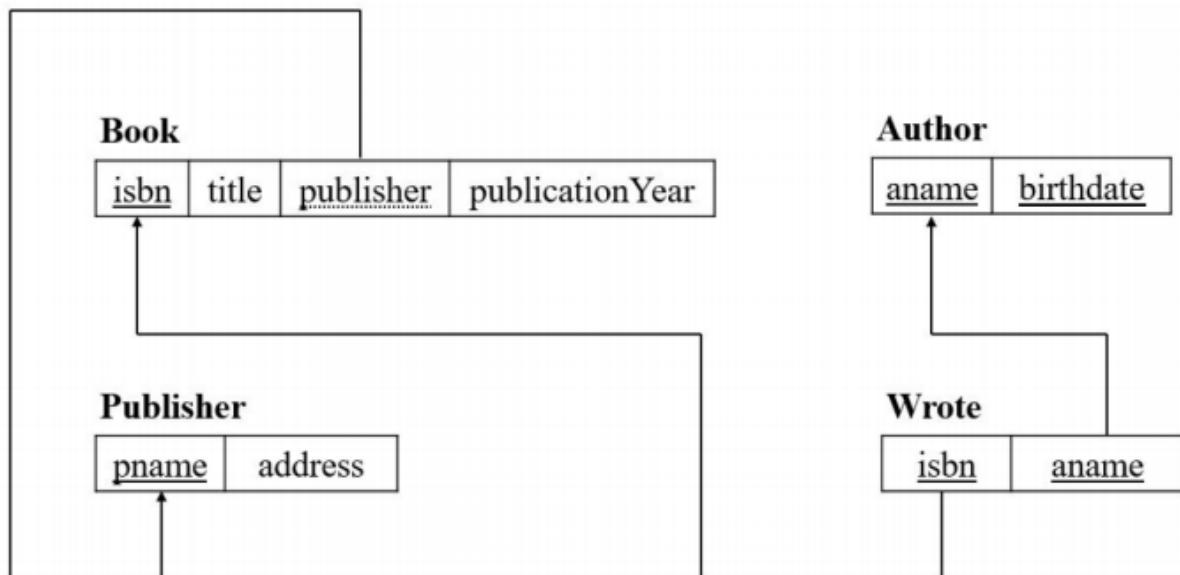 Book
isbn title publisher publicationYear
Author
aname birthdate
Publisher
pname address
Wrote
isbn aname